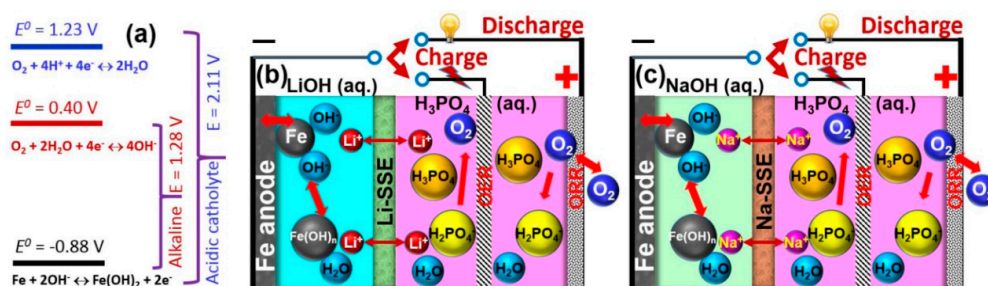 (a)
E⁰ = 1.23 V
O₂ + 4H⁺ + 4e⁻ ↔ 2H₂O
E⁰ = 0.40 V
O₂ + 2H₂O + 4e⁻ ↔ 4OH⁻
E⁰ = -0.88 V
Fe + 2OH⁻ ↔ Fe(OH)₂ + 2e⁻
Alkaline E = 1.28 V
Acidic catholyte E = 2.11 V
Discharge
Charge
(b)
LiOH (aq.)
H₃PO₄ (aq.)
Fe anode
Fe
OH⁻
OH⁻
Fe(OH)ₙ
H₂O
Li⁺
Li⁺
Li⁺
Li⁺
Li-SSE
O₂
H₃PO₄
H₂PO₄⁻
H₂O
OER
O₂
H₃PO₄
H₂PO₄⁻
H₂O
ORR
O₂
Discharge
Charge
(c)
NaOH (aq.)
H₃PO₄ (aq.)
Fe anode
Fe
OH⁻
OH⁻
Fe(OH)ₙ
H₂O
Na⁺
Na⁺
Na⁺
Na⁺
Na-SSE
O₂
H₃PO₄
H₂PO₄⁻
H₂O
OER
O₂
H₃PO₄
H₂PO₄⁻
H₂O
ORR
O₂